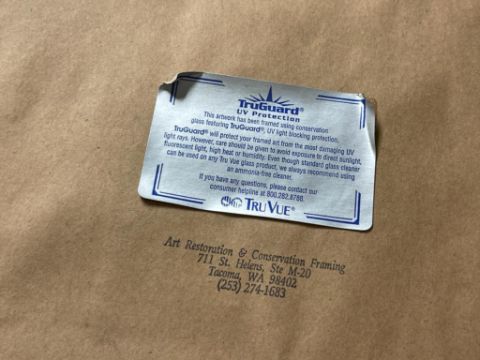 TruGuard®
UV Protection
This artwork has been framed using conservation
glass featuring TruGuard®, UV light blocking protection.
TruGuard® will protect your framed art from the most damaging UV
light rays. However, care should be given to avoid exposure to direct sunlight,
fluorescent light, high heat or humidity. Even though standard glass cleaner
can be used on any Tru Vue glass product, we always recommend using
an ammonia-free cleaner.
If you have any questions, please contact our
consumer helpline at 800.282.8788.
TRU VUE®
Art Restoration & Conservation Framing
711 St. Helens, Ste M-20
Tacoma, WA 98402
(253) 274-1683